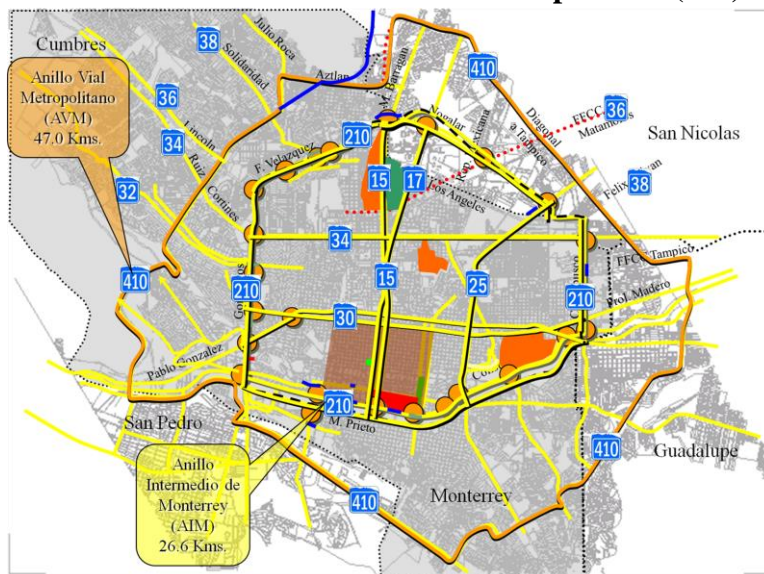 Cumbres
38
Julio Roca
Solidaridad
Aztlan
M. Barragan
410
Anillo Vial
Metropolitano
(AVM)
47.0 Kms.
36
Lincoln
34
Ruiz
Cortines
32
210
F. Velazquez
Nogalar
Diagonal
a Tampico
FFCC
Matamoros
36
San Nicolas
15
17
Los Angeles
38
34
FFCC Tampico
410
210
15
25
210
Prol. Madero
30
Pablo Gonzalez
San Pedro
210
M. Prieto
410
Guadalupe
Anillo
Intermedio de
Monterrey
(AIM)
26.6 Kms.
410
Monterrey